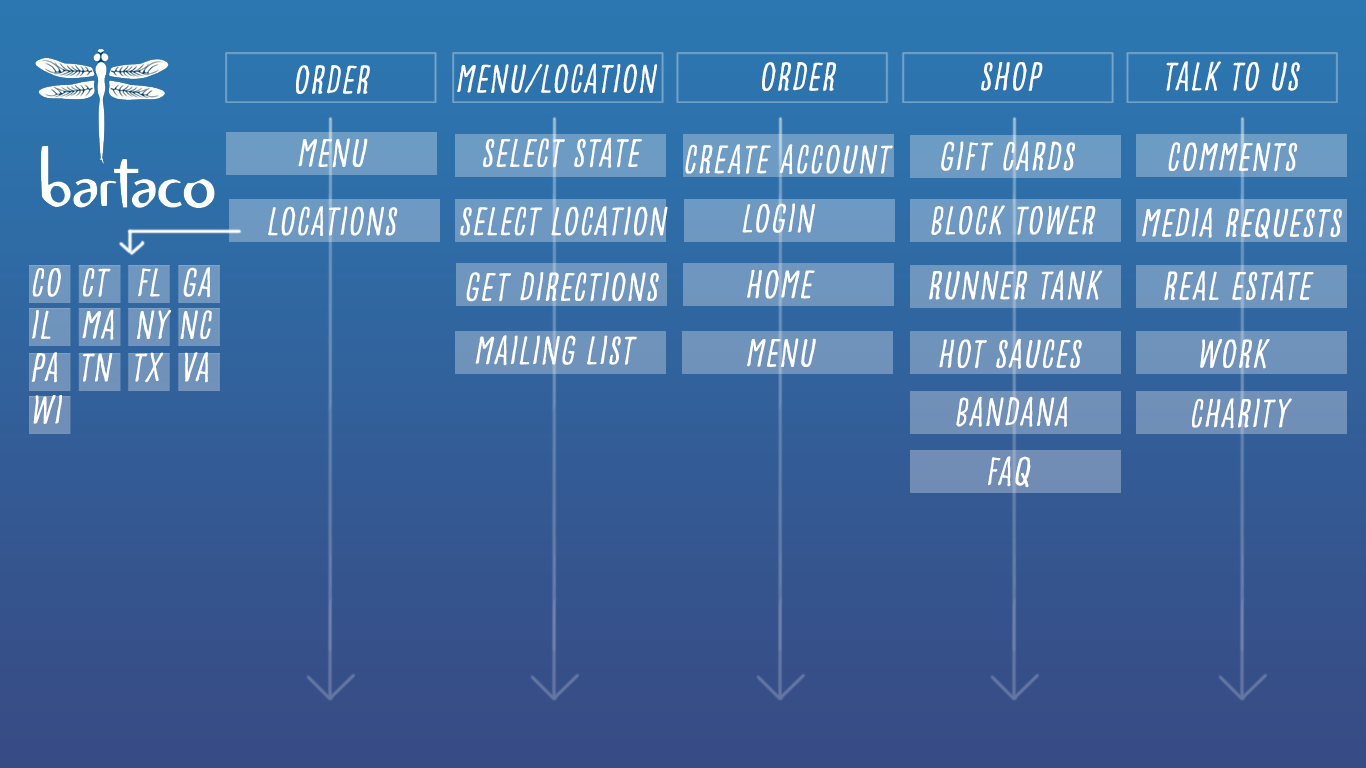 bartaco
ORDER
MENU
LOCATIONS
CO CT FL GA
IL MA NY NC
PA TN TX VA
WI
MENU/LOCATION
SELECT STATE
SELECT LOCATION
GET DIRECTIONS
MAILING LIST
ORDER
CREATE ACCOUNT
LOGIN
HOME
MENU
SHOP
GIFT CARDS
BLOCK TOWER
RUNNER TANK
HOT SAUCES
BANDANA
FAQ
TALK TO US
COMMENTS
MEDIA REQUESTS
REAL ESTATE
WORK
CHARITY